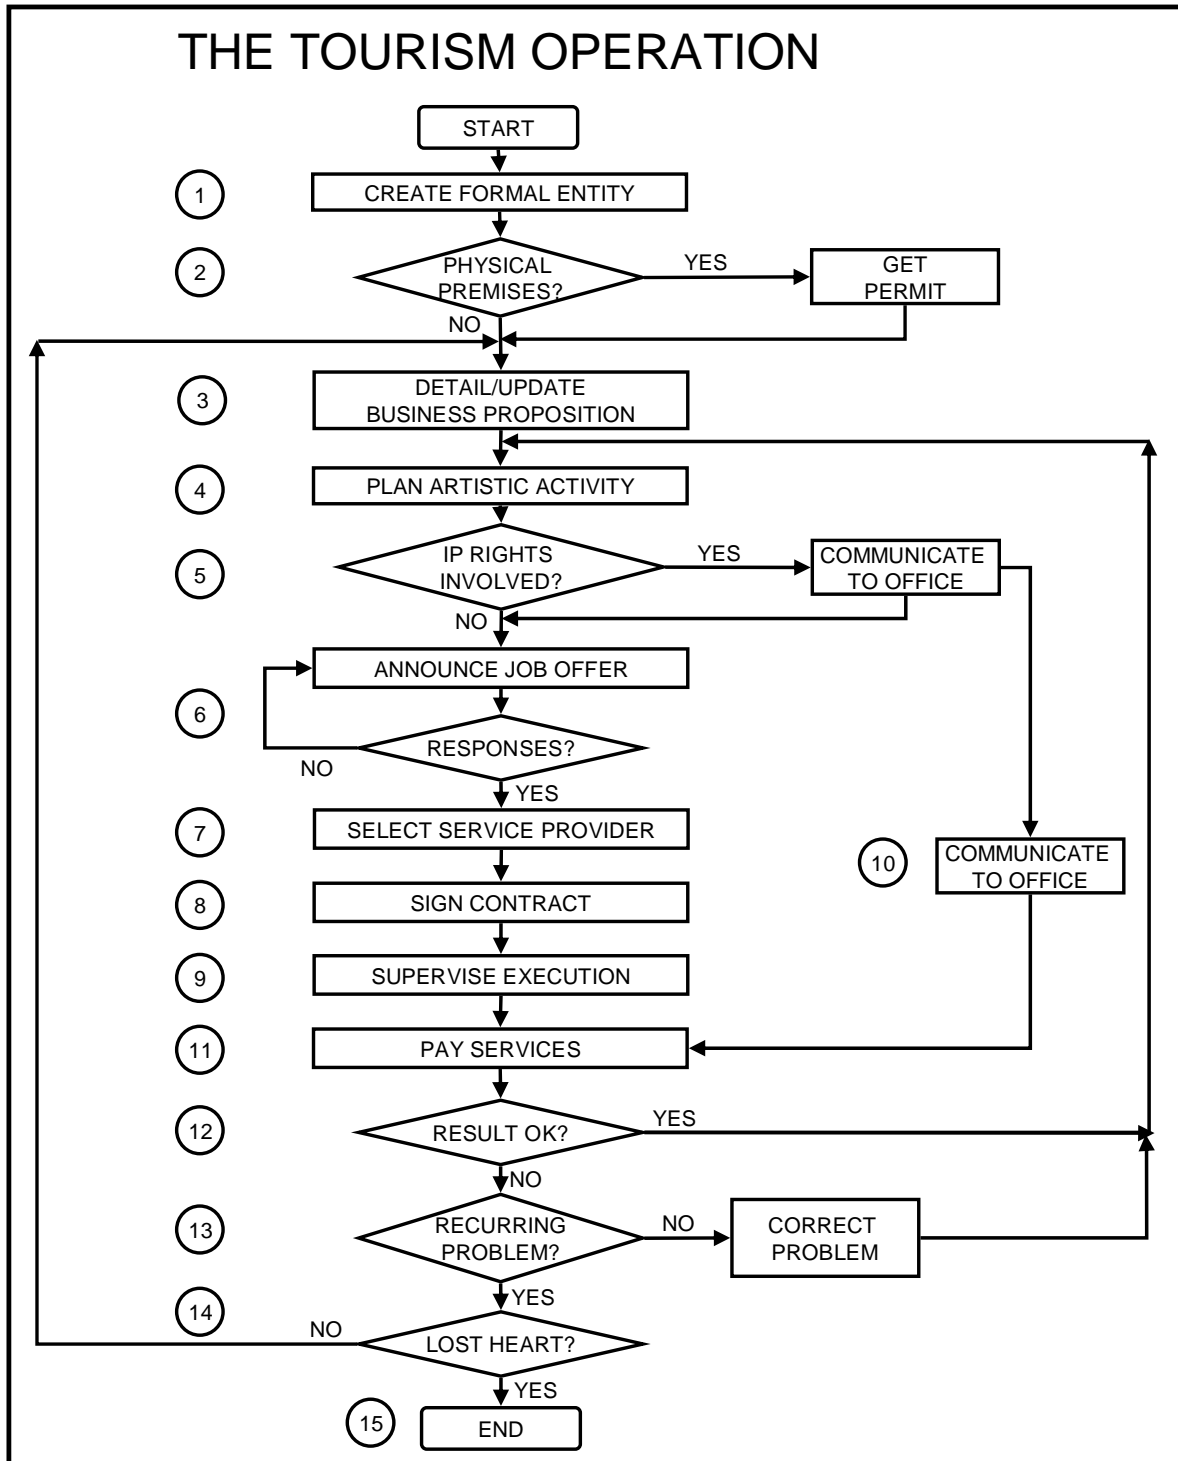 THE TOURISM OPERATION
START
1
CREATE FORMAL ENTITY
2
PHYSICAL
PREMISES?
YES
GET
PERMIT
NO
3
DETAIL/UPDATE
BUSINESS PROPOSITION
4
PLAN ARTISTIC ACTIVITY
5
IP RIGHTS
INVOLVED?
YES
COMMUNICATE
TO OFFICE
NO
ANNOUNCE JOB OFFER
6
RESPONSES?
NO
YES
7
SELECT SERVICE PROVIDER
10
COMMUNICATE
TO OFFICE
8
SIGN CONTRACT
9
SUPERVISE EXECUTION
11
PAY SERVICES
12
RESULT OK?
YES
NO
13
RECURRING
PROBLEM?
NO
CORRECT
PROBLEM
YES
14
NO
LOST HEART?
YES
15
END